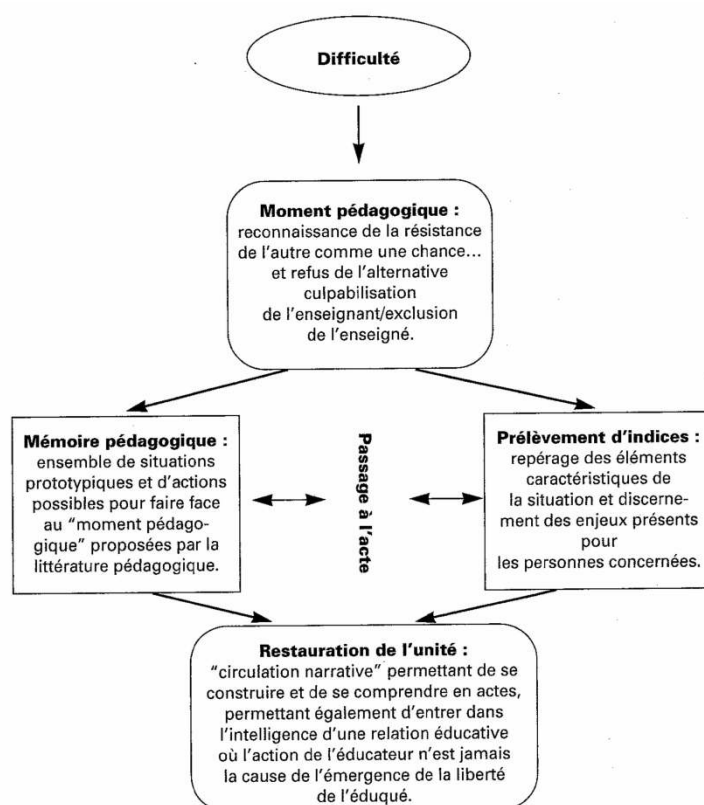 Difficulté
Moment pédagogique :
reconnaissance de la résistance
de l'autre comme une chance...
et refus de l'alternative
culpabilisation
de l'enseignant/exclusion
de l'enseigné.
Mémoire pédagogique :
ensemble de situations
prototypiques et d'actions
possibles pour faire face
au "moment pédago-
gique" proposées par la
littérature pédagogique.
Passage à l'acte
Prélèvement d'indices :
repérage des éléments
caractéristiques de
la situation et discerne-
ment des enjeux présents
pour
les personnes concernées.
Restauration de l'unité :
"circulation narrative" permettant de se
construire et de se comprendre en actes,
permettant également d'entrer dans
l'intelligence d'une relation éducative
où l'action de l'éducateur n'est jamais
la cause de l'émergence de la liberté
de l'éduqué.